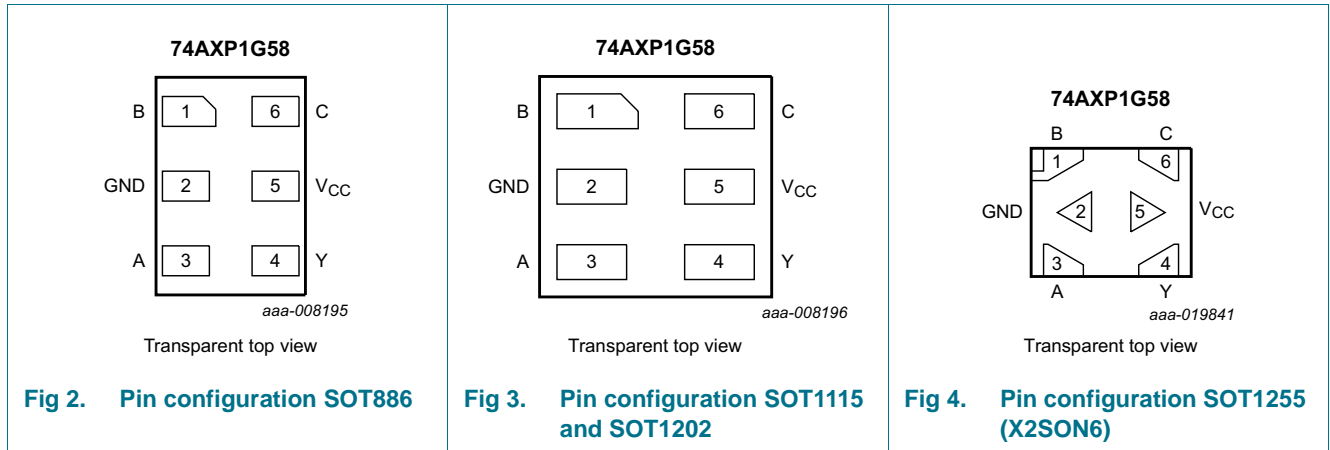 74AXP1G58
B 1 6 C
GND 2 5 VCC
A 3 4 Y
aaa-008195
Transparent top view
Fig 2. Pin configuration SOT886
74AXP1G58
B 1 6 C
GND 2 5 VCC
A 3 4 Y
aaa-008196
Transparent top view
Fig 3. Pin configuration SOT1115
and SOT1202
74AXP1G58
B C
1 6
GND 2 5 VCC
3 4
A Y
aaa-019841
Transparent top view
Fig 4. Pin configuration SOT1255
(X2SON6)